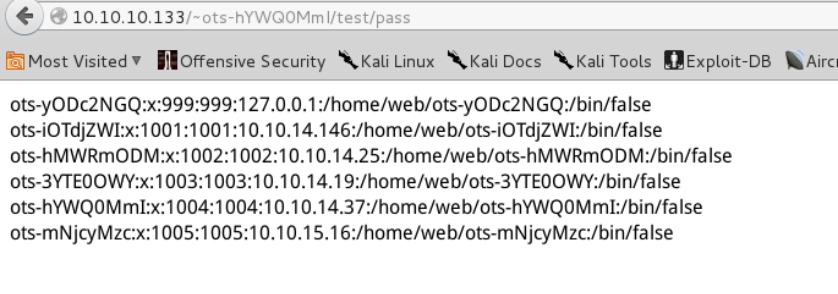 10.10.10.133/~ots-hYWQ0MmI/test/pass
Most Visited Offensive Security Kali Linux Kali Docs Kali Tools Exploit-DB Aircr
ots-yODc2NGQ:x:999:999:127.0.0.1:/home/web/ots-yODc2NGQ:/bin/false
ots-iOTdjZWI:x:1001:1001:10.10.14.146:/home/web/ots-iOTdjZWI:/bin/false
ots-hMWRmODM:x:1002:1002:10.10.14.25:/home/web/ots-hMWRmODM:/bin/false
ots-3YTE0OWY:x:1003:1003:10.10.14.19:/home/web/ots-3YTE0OWY:/bin/false
ots-hYWQ0MmI:x:1004:1004:10.10.14.37:/home/web/ots-hYWQ0MmI:/bin/false
ots-mNjcyMzc:x:1005:1005:10.10.15.16:/home/web/ots-mNjcyMzc:/bin/false